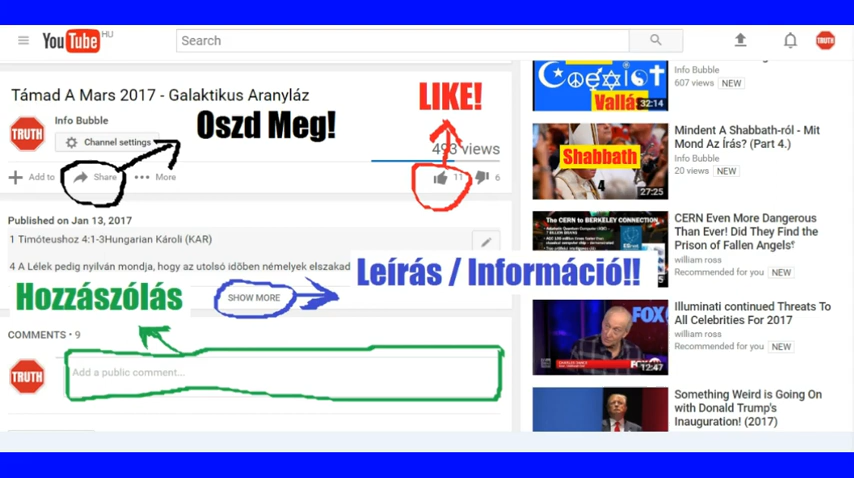 YouTube HU
Search
TRUTH
Támad A Mars 2017 - Galaktikus Aranyláz
TRUTH
Info Bubble
Channel settings
Oszd Meg!
LIKE!
493 views
Add to
Share
More
11
6
Published on Jan 13, 2017
1 Timóteushoz 4:1-3Hungarian Károli (KAR)
4 A Lélek pedig nyilván mondja, hogy az utolsó időben némelyek elszakad
Leírás / Információ!!
Hozzászólás
SHOW MORE
COMMENTS • 9
TRUTH
Add a public comment...
Coexist
Vallá
32:14
Info Bubble
607 views NEW
Shabbath
4
27:25
Mindent A Shabbath-ról - Mit
Mond Az Írás? (Part 4.)
Info Bubble
20 views NEW
The CERN to BERKELEY CONNECTION
CERN Even More Dangerous
Than Ever! Did They Find the
Prison of Fallen Angels"
william ross
Recommended for you NEW
FOX
12:47
Illuminati continued Threats To
All Celebrities For 2017
william ross
Recommended for you NEW
Something Weird is Going On
with Donald Trump's
Inauguration! (2017)